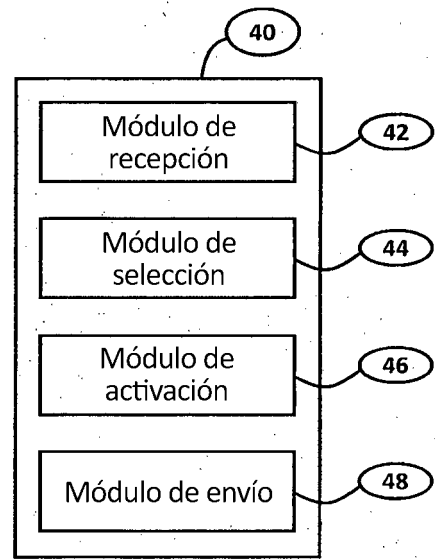 40
Módulo de
recepción
42
Módulo de
selección
44
Módulo de
activación
46
Módulo de envío
48